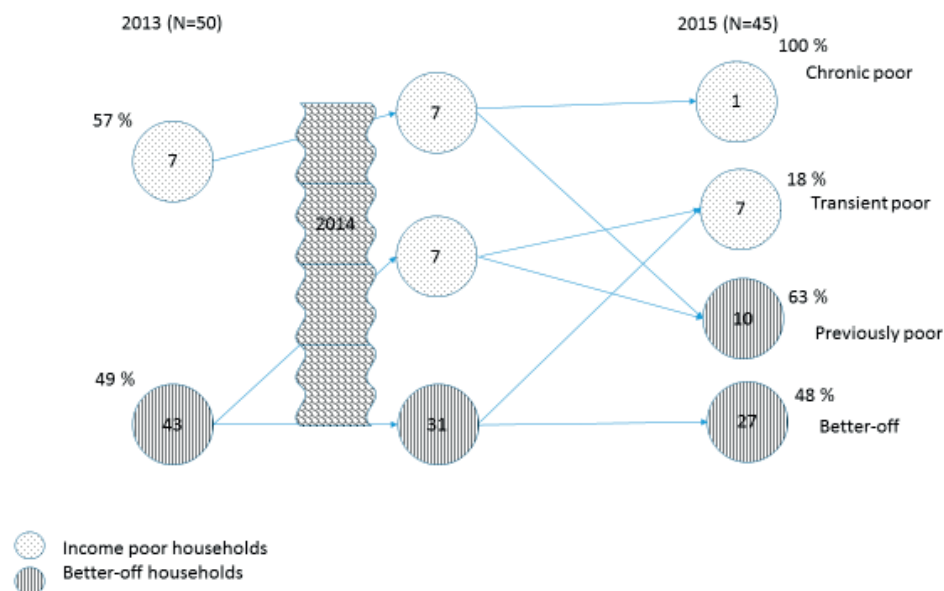 2013 (N=50)
2015 (N=45)
100 %
Chronic poor
1
7
57 %
7
18 %
Transient poor
7
2014
7
63 %
Previously poor
10
49 %
43
31
48 %
Better-off
27
Income poor households
Better-off households